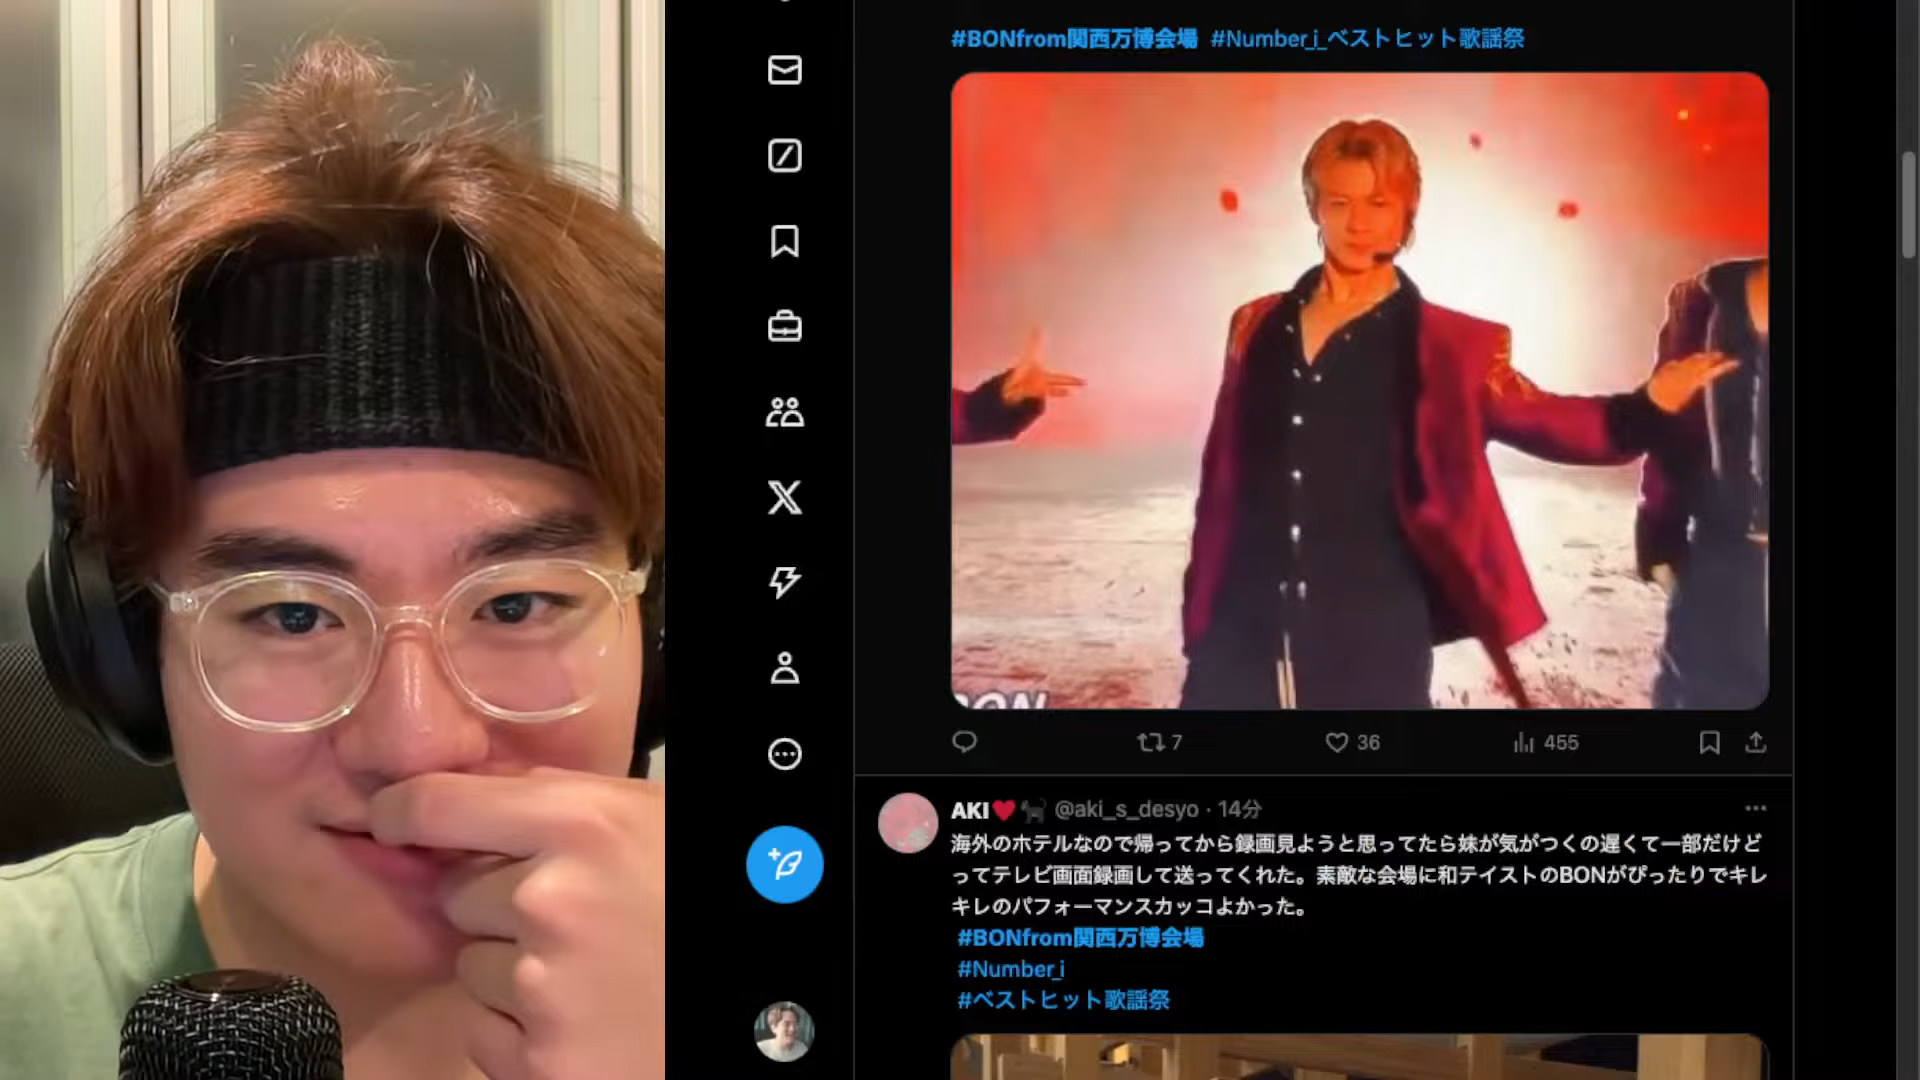 #BONfrom関西万博会場 #Number_i_ベストヒット歌謡祭
BON
7
36
455
AKI @aki_s_desyo · 14分
海外のホテルなので帰ってから録画見ようと思ってたら妹が気がつくの遅くて一部だけど
ってテレビ画面録画して送ってくれた。素敵な会場に和テイストのBONがぴったりでキレ
キレのパフォーマンスカッコよかった。
#BONfrom関西万博会場
#Number_i
#ベストヒット歌謡祭